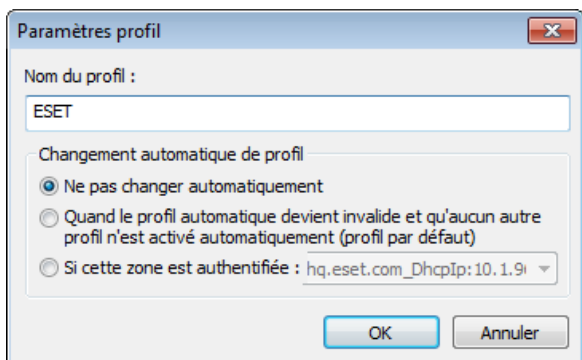 Paramètres profil
Nom du profil :
ESET
Changement automatique de profil
Ne pas changer automatiquement
Quand le profil automatique devient invalide et qu'aucun autre
profil n'est activé automatiquement (profil par défaut)
Si cette zone est authentifiée : hq.eset.com_DhcpIp:10.1.9
OK Annuler